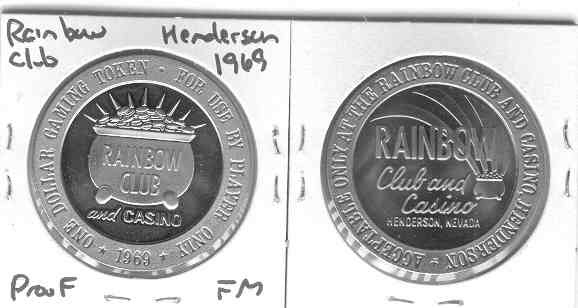 Rainbow Henderson
Club 1969
ONE DOLLAR GAMING TOKEN · FOR USE BY PLAYER ONLY
RAINBOW
CLUB
and CASINO
★ 1969 ★
Proof FM
ACCEPTABLE ONLY AT THE RAINBOW CLUB AND CASINO HENDERSON
RAINBOW
Club and
Casino
HENDERSON, NEVADA